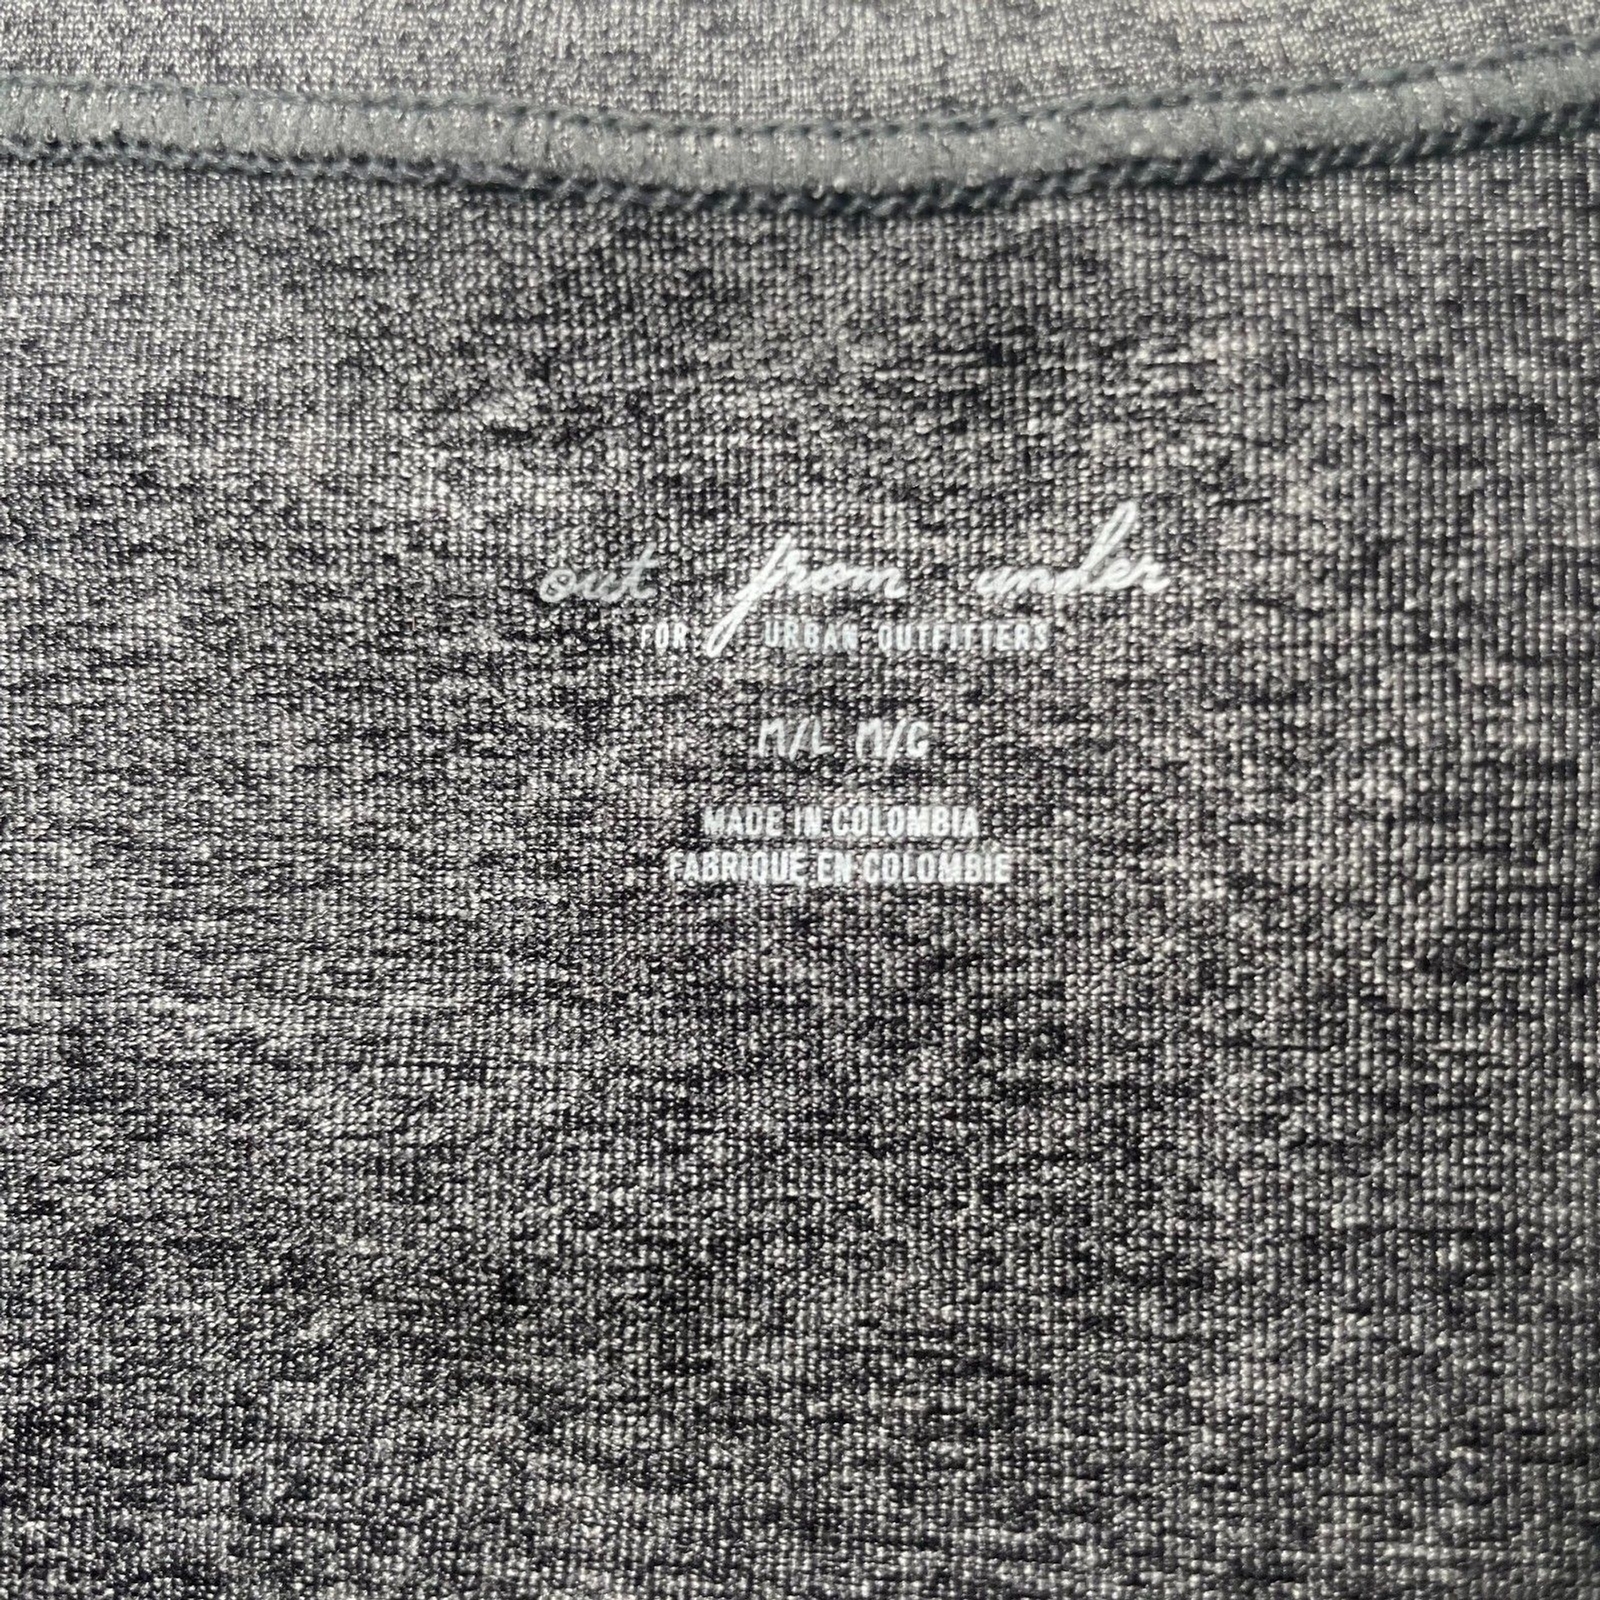 out from under
FOR URBAN OUTFITTERS
M/L M/G
MADE IN COLOMBIA
FABRIQUE EN COLOMBIE